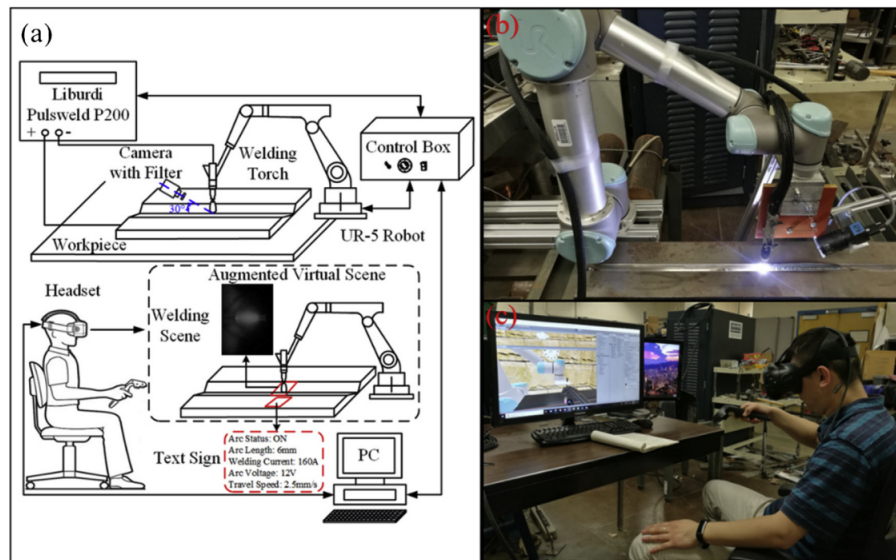 (a)
Liburdi
Pulsweld P200
+ -
Camera
with Filter
Welding
Torch
Control Box
30°
Workpiece
UR-5 Robot
Augmented Virtual Scene
Headset
Welding
Scene
Text Sign
Arc Status: ON
Arc Length: 6mm
Welding Current: 160A
Arc Voltage: 12V
Travel Speed: 2.5mm/s
PC
(b)
(c)